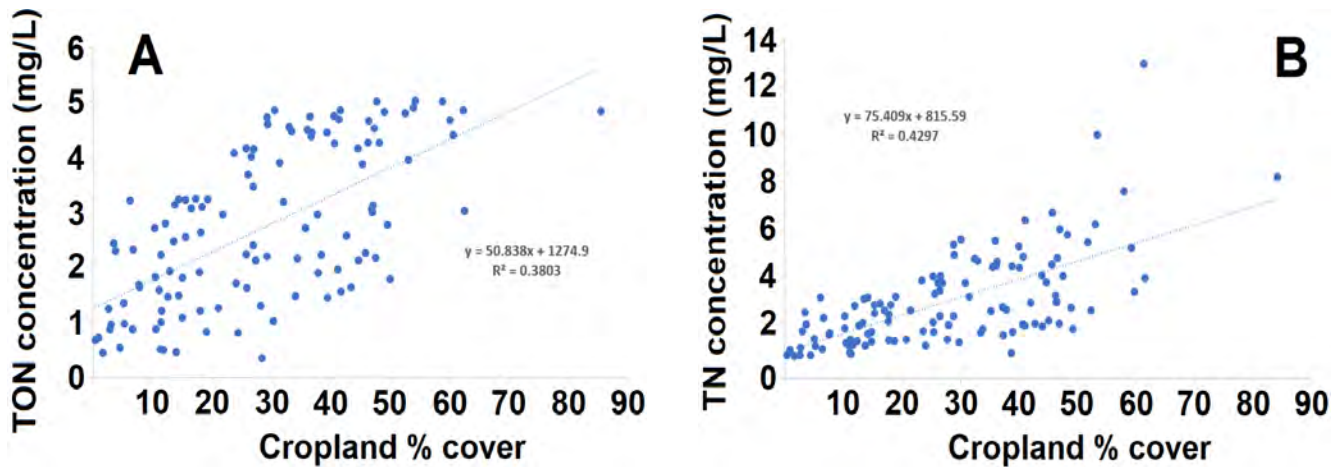 A
TON concentration (mg/L)
6
5
4
3
2
1
0
y = 50.838x + 1274.9
R² = 0.3803
10 20 30 40 50 60 70 80 90
Cropland % cover
B
TN concentration (mg/L)
14
12
10
8
6
4
2
0
y = 75.409x + 815.59
R² = 0.4297
10 20 30 40 50 60 70 80 90
Cropland % cover